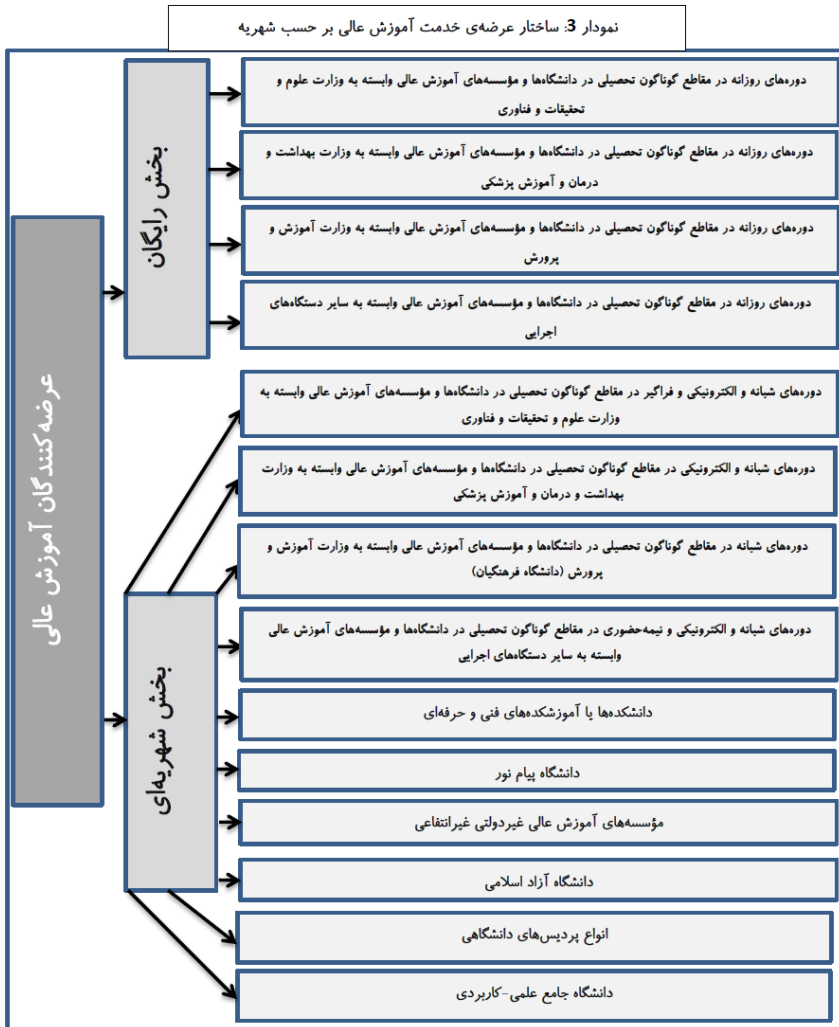 نمودار 3: ساختار عرضه‌ی خدمت آموزش عالی بر حسب شهریه
عرضه‌کنندگان آموزش عالی
بخش رایگان
دوره‌های روزانه در مقاطع گوناگون تحصیلی در دانشگاه‌ها و مؤسسه‌های آموزش عالی وابسته به وزارت علوم و
تحقیقات و فناوری
دوره‌های روزانه در مقاطع گوناگون تحصیلی در دانشگاه‌ها و مؤسسه‌های آموزش عالی وابسته به وزارت بهداشت و
درمان و آموزش پزشکی
دوره‌های روزانه در مقاطع گوناگون تحصیلی در دانشگاه‌ها و مؤسسه‌های آموزش عالی وابسته به وزارت آموزش و
پرورش
دوره‌های روزانه در مقاطع گوناگون تحصیلی در دانشگاه‌ها و مؤسسه‌های آموزش عالی وابسته به سایر دستگاه‌های
اجرایی
بخش شهریه‌ای
دوره‌های شبانه و الکترونیکی و فراگیر در مقاطع گوناگون تحصیلی در دانشگاه‌ها و مؤسسه‌های آموزش عالی وابسته به
وزارت علوم و تحقیقات و فناوری
دوره‌های شبانه و الکترونیکی در مقاطع گوناگون تحصیلی در دانشگاه‌ها و مؤسسه‌های آموزش عالی وابسته به وزارت
بهداشت و درمان و آموزش پزشکی
دوره‌های شبانه در مقاطع گوناگون تحصیلی در دانشگاه‌ها و مؤسسه‌های آموزش عالی وابسته به وزارت آموزش و
پرورش (دانشگاه فرهنگیان)
دوره‌های شبانه و الکترونیکی و نیمه‌حضوری در مقاطع گوناگون تحصیلی در دانشگاه‌ها و مؤسسه‌های آموزش عالی
وابسته به سایر دستگاه‌های اجرایی
دانشکده‌ها یا آموزشکده‌های فنی و حرفه‌ای
دانشگاه پیام نور
مؤسسه‌های آموزش عالی غیردولتی غیرانتفاعی
دانشگاه آزاد اسلامی
انواع پردیس‌های دانشگاهی
دانشگاه جامع علمی-کاربردی